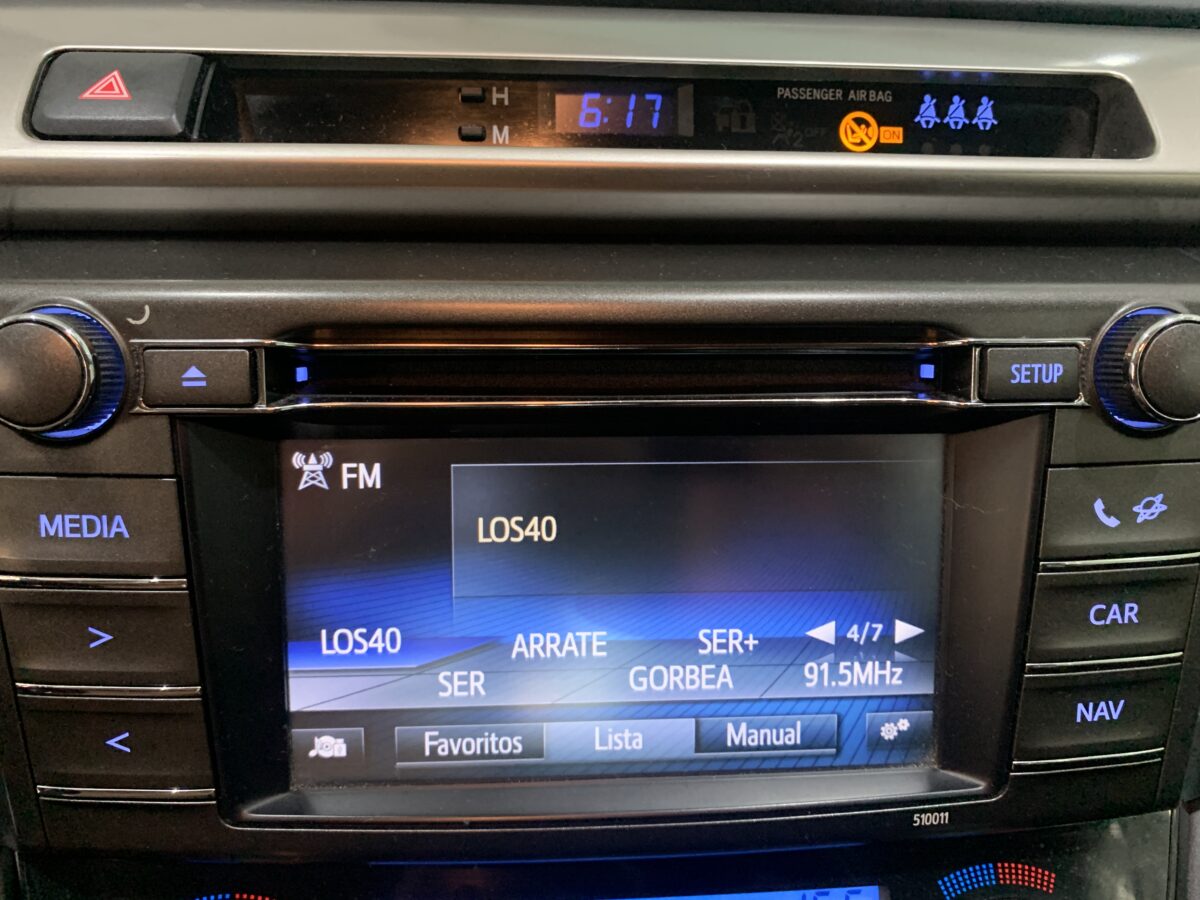 H
M
6:17
PASSENGER AIR BAG
OFF
ON
SETUP
FM
MEDIA
LOS40
CAR
LOS40 ARRATE SER+ 4/7
SER GORBEA 91.5MHz
NAV
Favoritos Lista Manual
510011